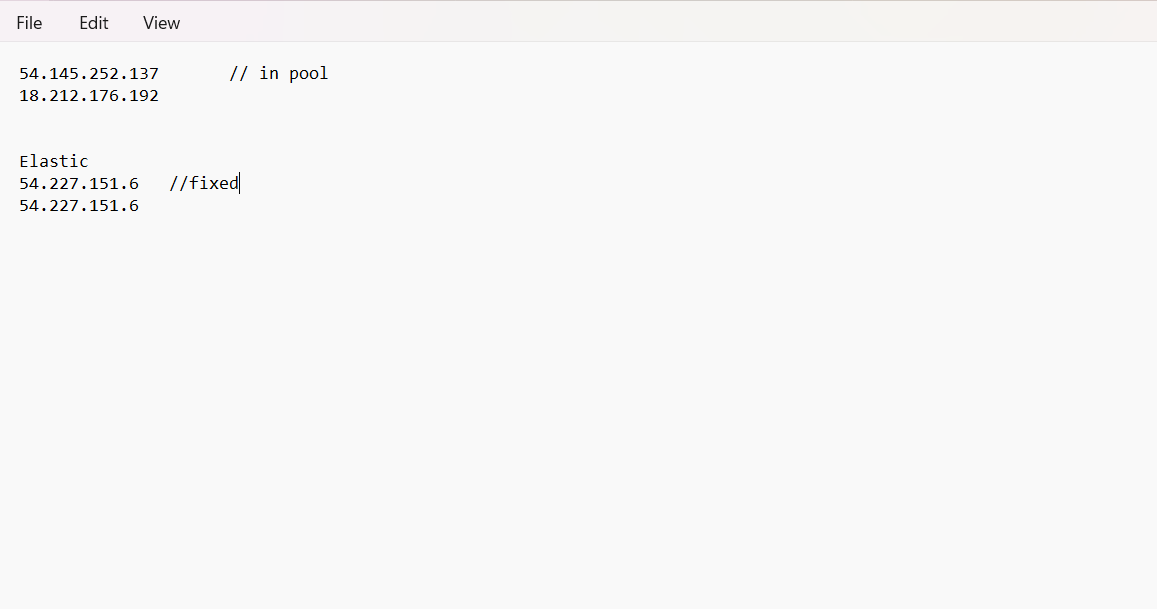 File Edit View
54.145.252.137 // in pool
18.212.176.192
Elastic
54.227.151.6 //fixed
54.227.151.6